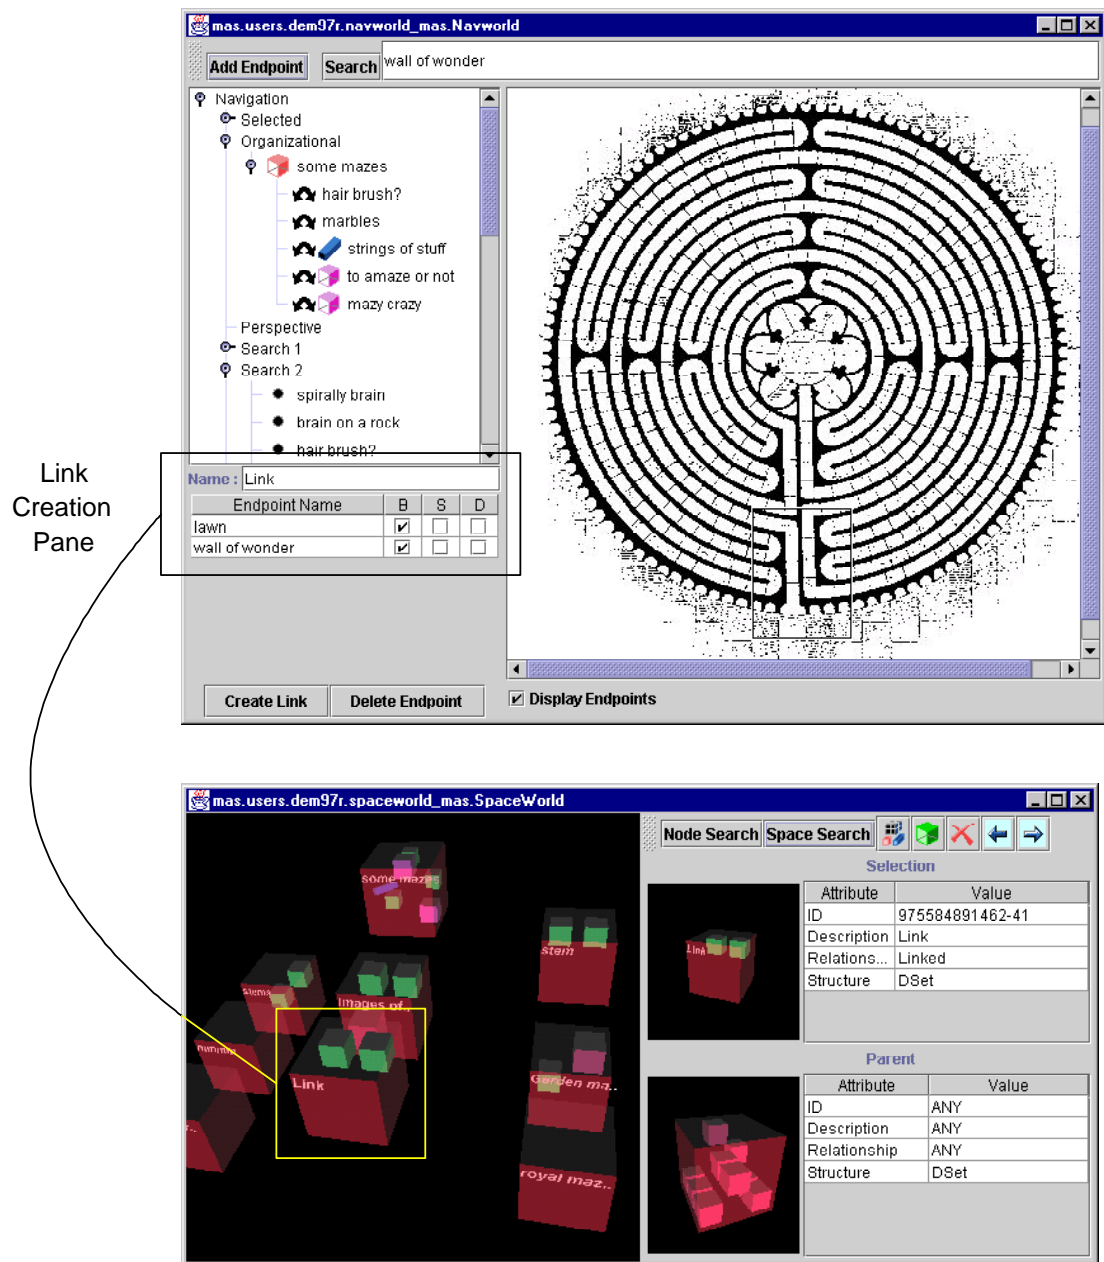 mas.users.dem97r.navworld_mas.Navworld
Add Endpoint Search wall of wonder
Navigation
Selected
Organizational
some mazes
hair brush?
marbles
strings of stuff
to amaze or not
mazy crazy
Perspective
Search 1
Search 2
spirally brain
brain on a rock
hair brush?
Link
Creation
Pane
Name : Link
Endpoint Name B S D
lawn
wall of wonder
Create Link Delete Endpoint Display Endpoints
mas.users.dem97r.spaceworld_mas.SpaceWorld
Node Search Space Search
Selection
Attribute Value
ID 975584891462-41
Description Link
Relations... Linked
Structure DSet
Parent
Attribute Value
ID ANY
Description ANY
Relationship ANY
Structure DSet
some mazes
stem
stems
Images of..
mmmm
Link
Garden ma..
royal maz..
Link